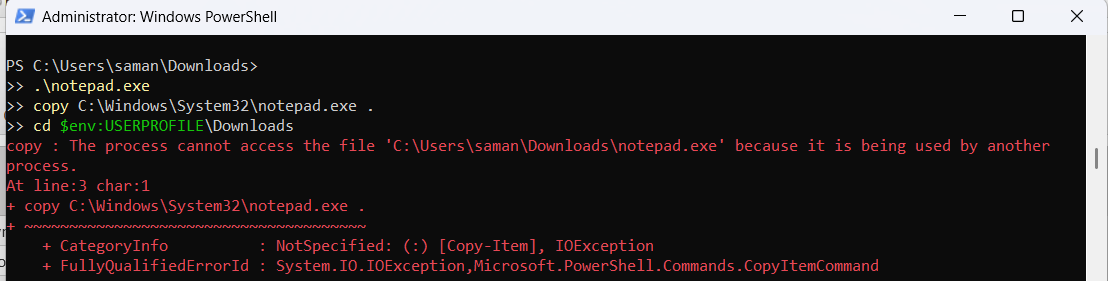 Administrator: Windows PowerShell
PS C:\Users\saman\Downloads>
>> .\notepad.exe
>> copy C:\Windows\System32\notepad.exe .
>> cd $env:USERPROFILE\Downloads
copy : The process cannot access the file 'C:\Users\saman\Downloads\notepad.exe' because it is being used by another
process.
At line:3 char:1
+ copy C:\Windows\System32\notepad.exe .
+ ~~~~~~~~~~~~~~~~~~~~~~~~~~~~~~~~~~~~~~
    + CategoryInfo          : NotSpecified: (:) [Copy-Item], IOException
    + FullyQualifiedErrorId : System.IO.IOException,Microsoft.PowerShell.Commands.CopyItemCommand